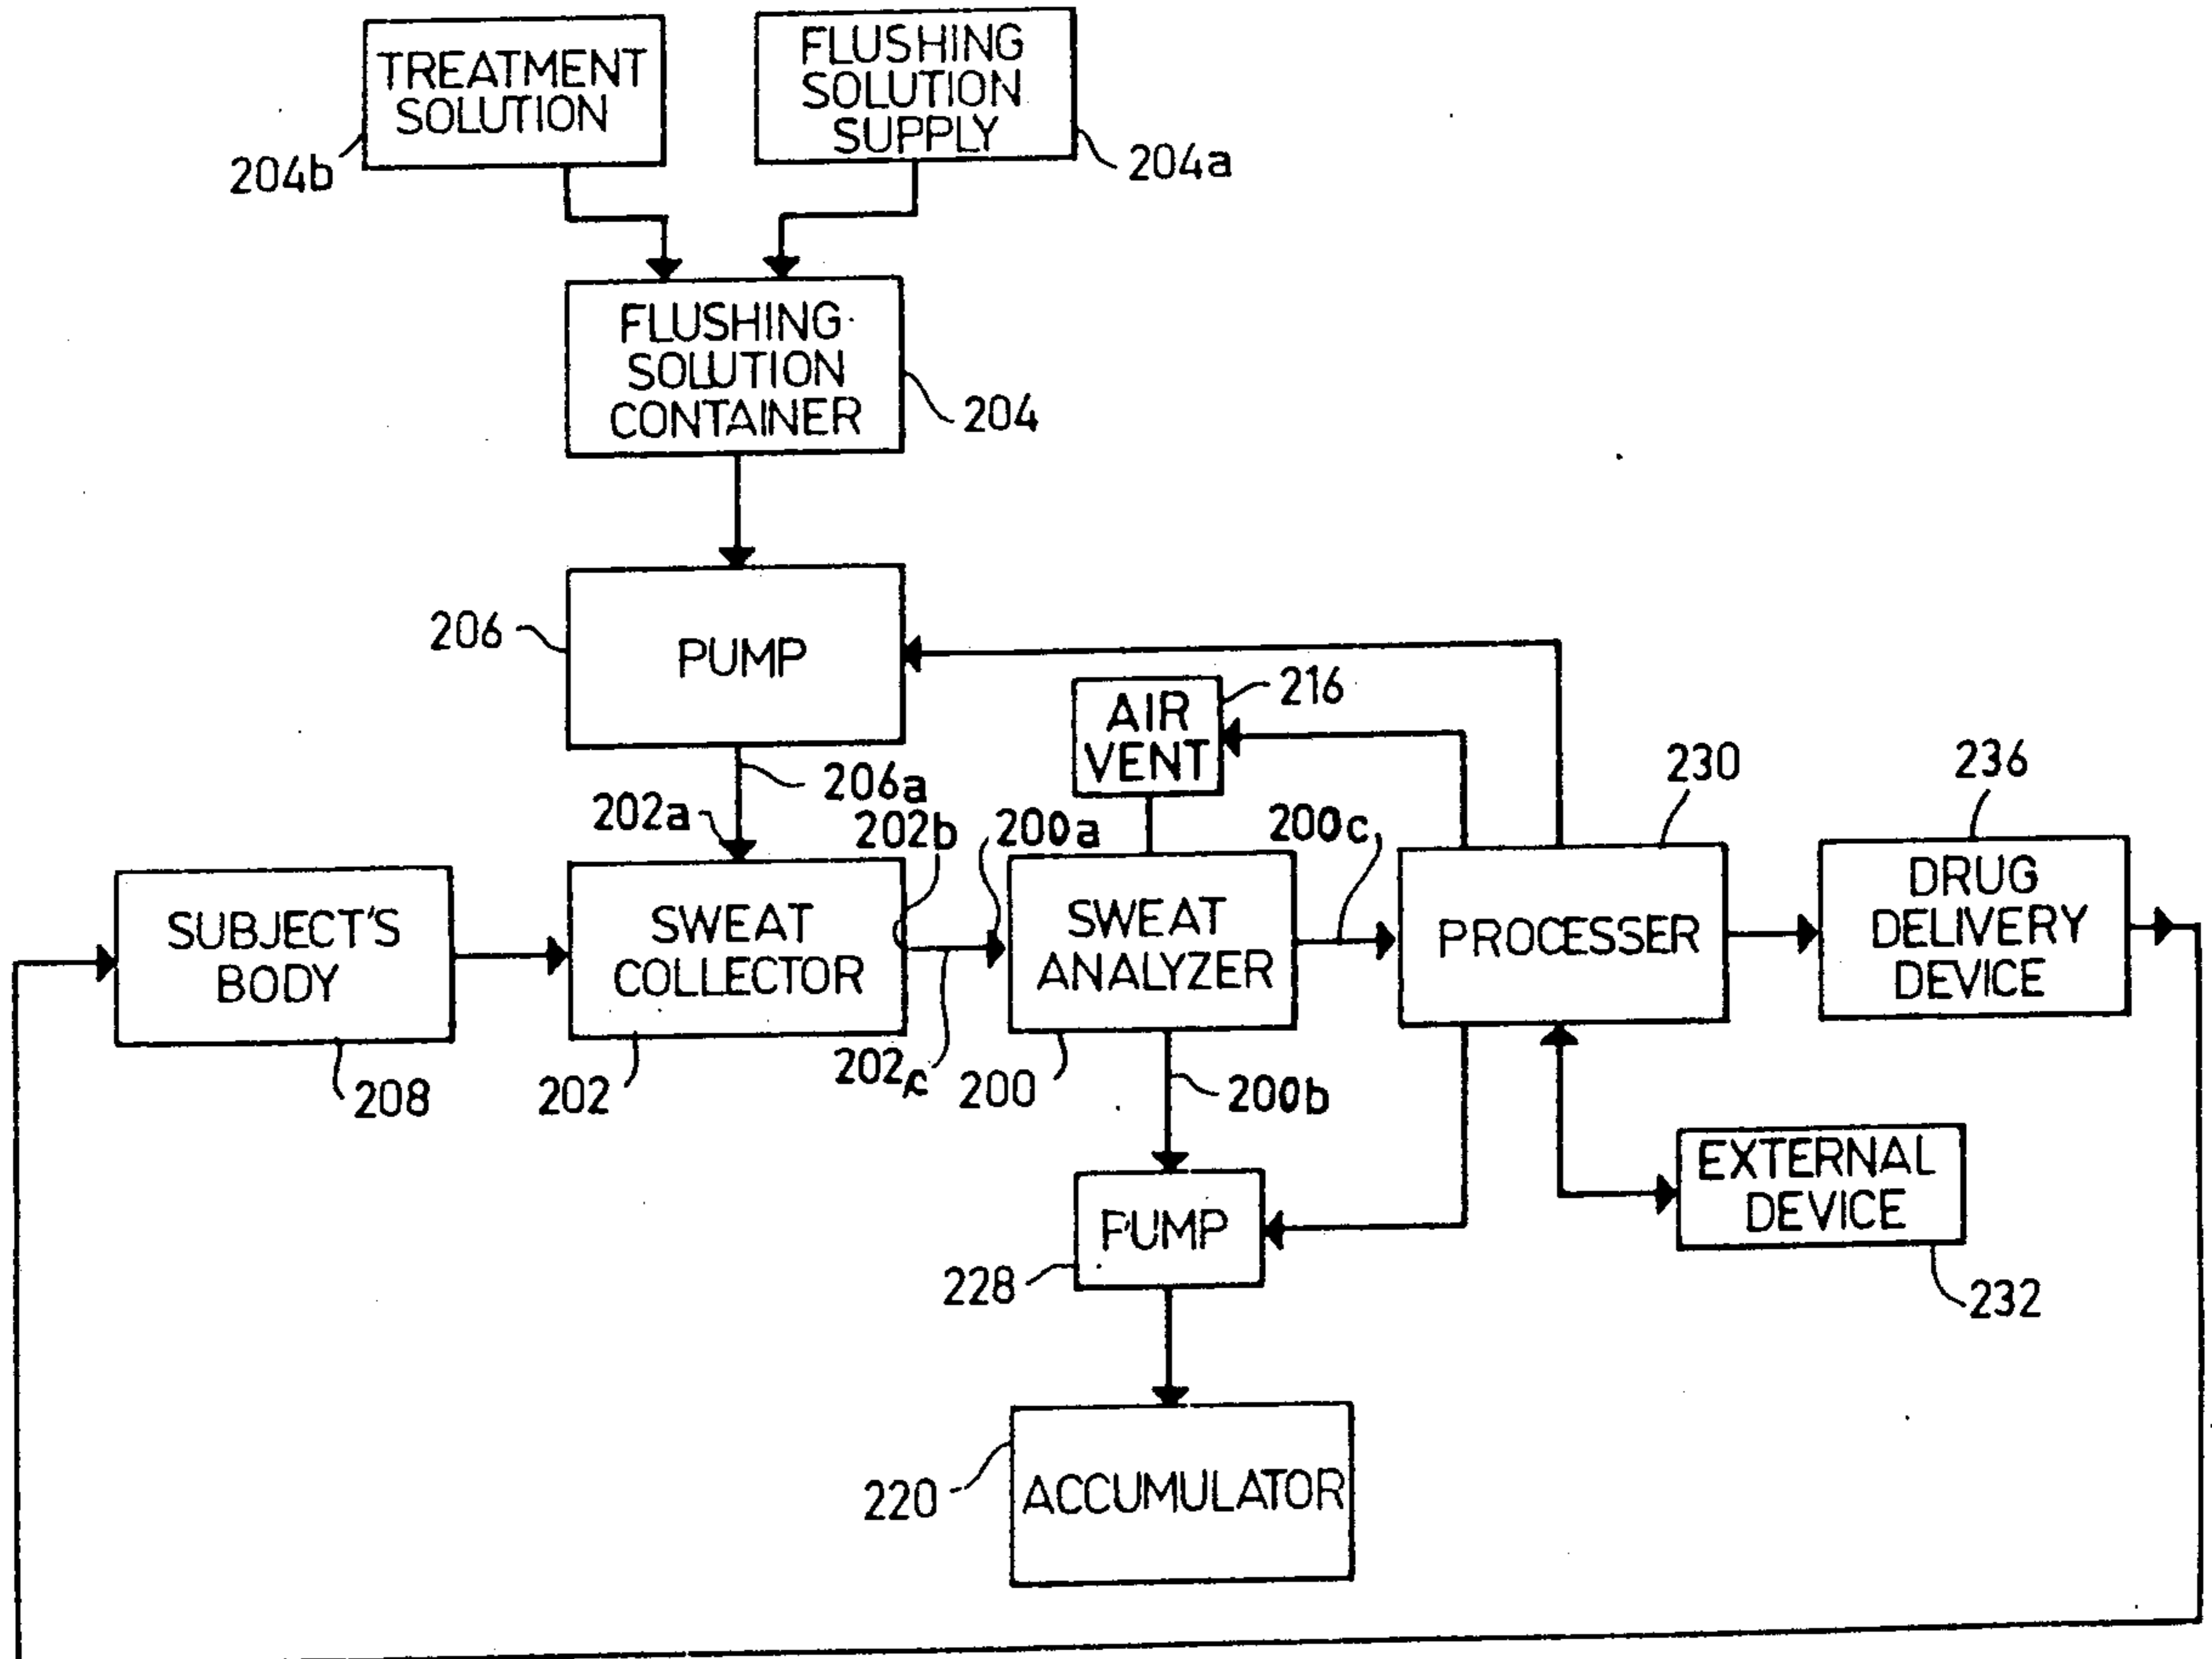 TREATMENT
SOLUTION
204b
FLUSHING
SOLUTION
SUPPLY
204a
FLUSHING
SOLUTION
CONTAINER
204
206
PUMP
206a
216
AIR
VENT
202a
202b
200a
200c
230
236
SUBJECT'S
BODY
208
SWEAT
COLLECTOR
202
202c
SWEAT
ANALYZER
200
200b
PROCESSER
DRUG
DELIVERY
DEVICE
EXTERNAL
DEVICE
232
PUMP
228
220
ACCUMULATOR